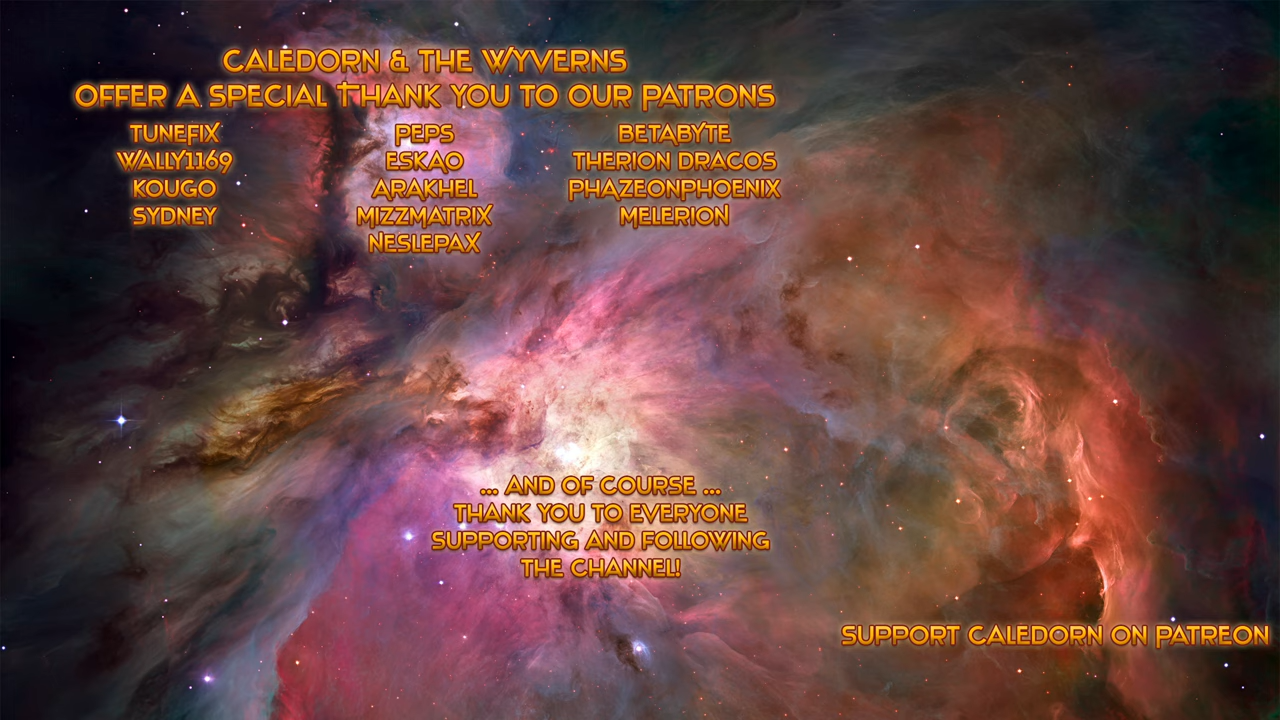 CALEDORN & THE WYVERNS
OFFER A SPECIAL THANK YOU TO OUR PATRONS
TUNEFIX
WALLY1169
KOUGO
SYDNEY
PEPS
ESKAO
ARAKHEL
MIZZMATRIX
NESLEPAX
BETABYTE
THERION DRACOS
PHAZEONPHOENIX
MELERION
... AND OF COURSE ...
THANK YOU TO EVERYONE
SUPPORTING AND FOLLOWING
THE CHANNEL!
SUPPORT CALEDORN ON PATREON